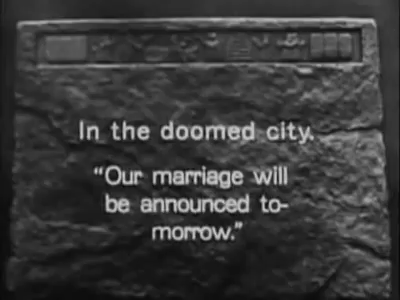 In the doomed city.
"Our marriage will
be announced to-
morrow."